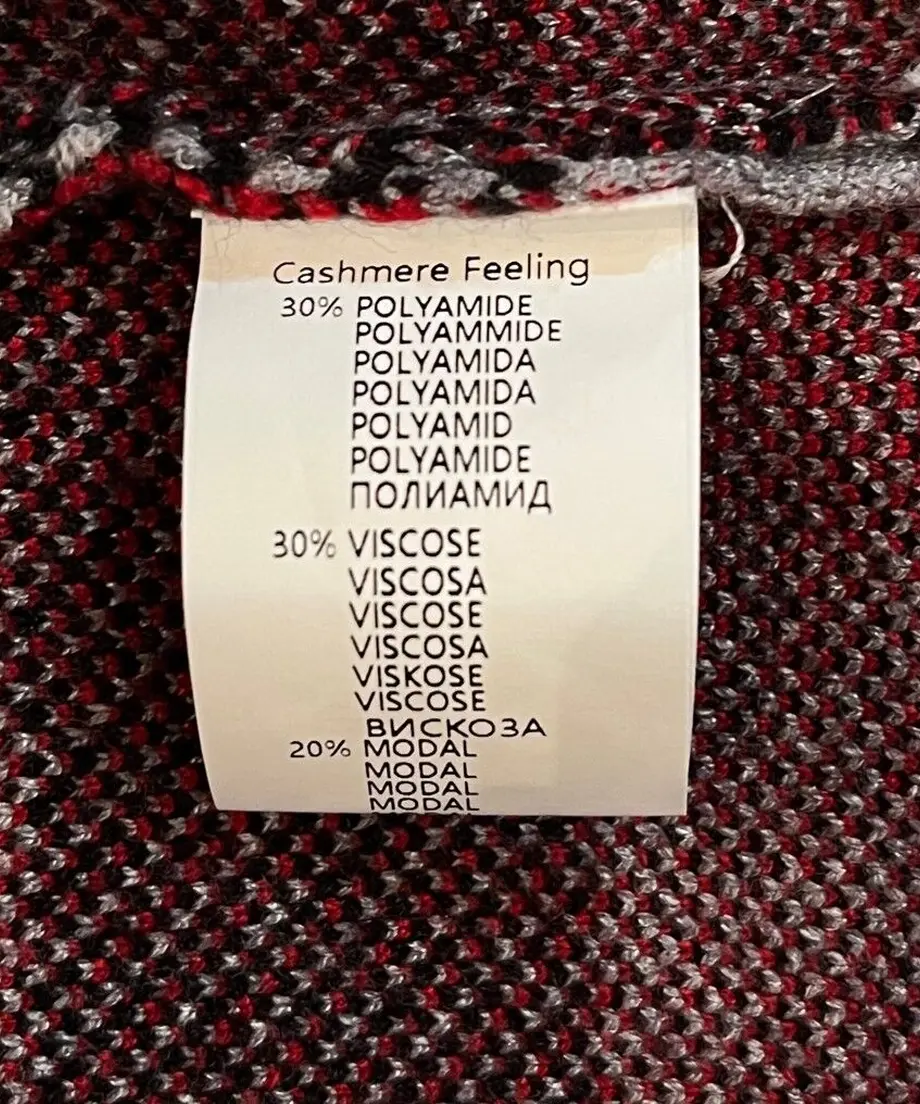 Cashmere Feeling
30% POLYAMIDE
POLYAMMIDE
POLYAMIDA
POLYAMIDA
POLYAMID
POLYAMIDE
ПОЛИАМИД
30% VISCOSE
VISCOSA
VISCOSE
VISCOSA
VISKOSE
VISCOSE
ВИСКОЗА
20% MODAL
MODAL
MODAL
MODAL